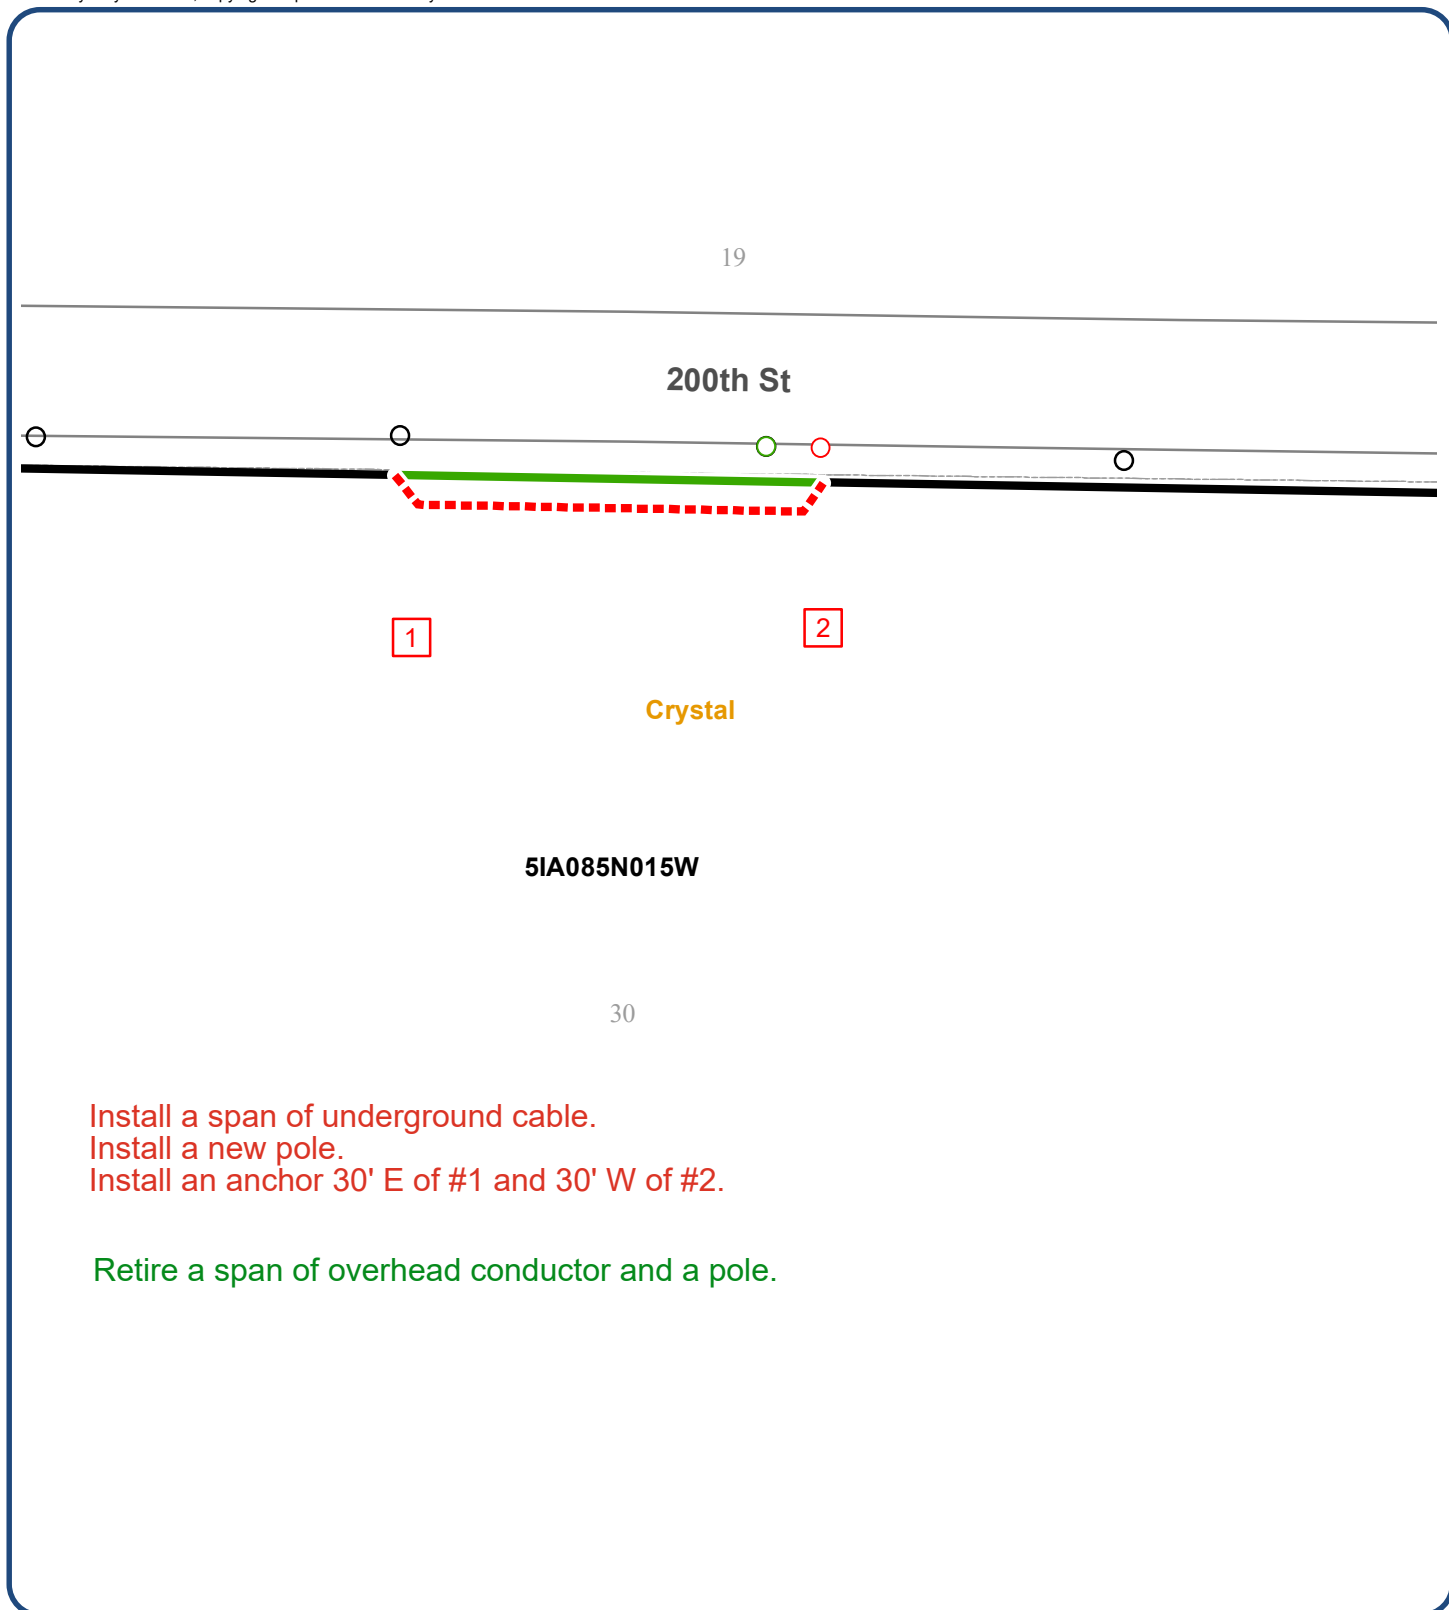 19
200th St
1
2
Crystal
5IA085N015W
30
Install a span of underground cable.
Install a new pole.
Install an anchor 30' E of #1 and 30' W of #2.
Retire a span of overhead conductor and a pole.